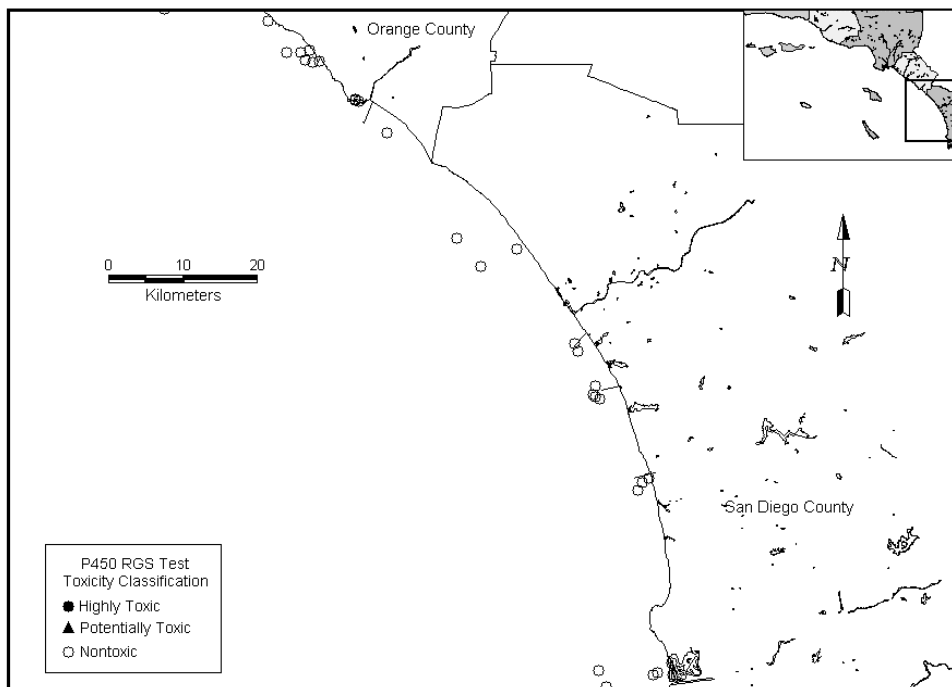 Orange County
0 10 20
Kilometers
N
San Diego County
P450 RGS Test
Toxicity Classification
Highly Toxic
Potentially Toxic
Nontoxic